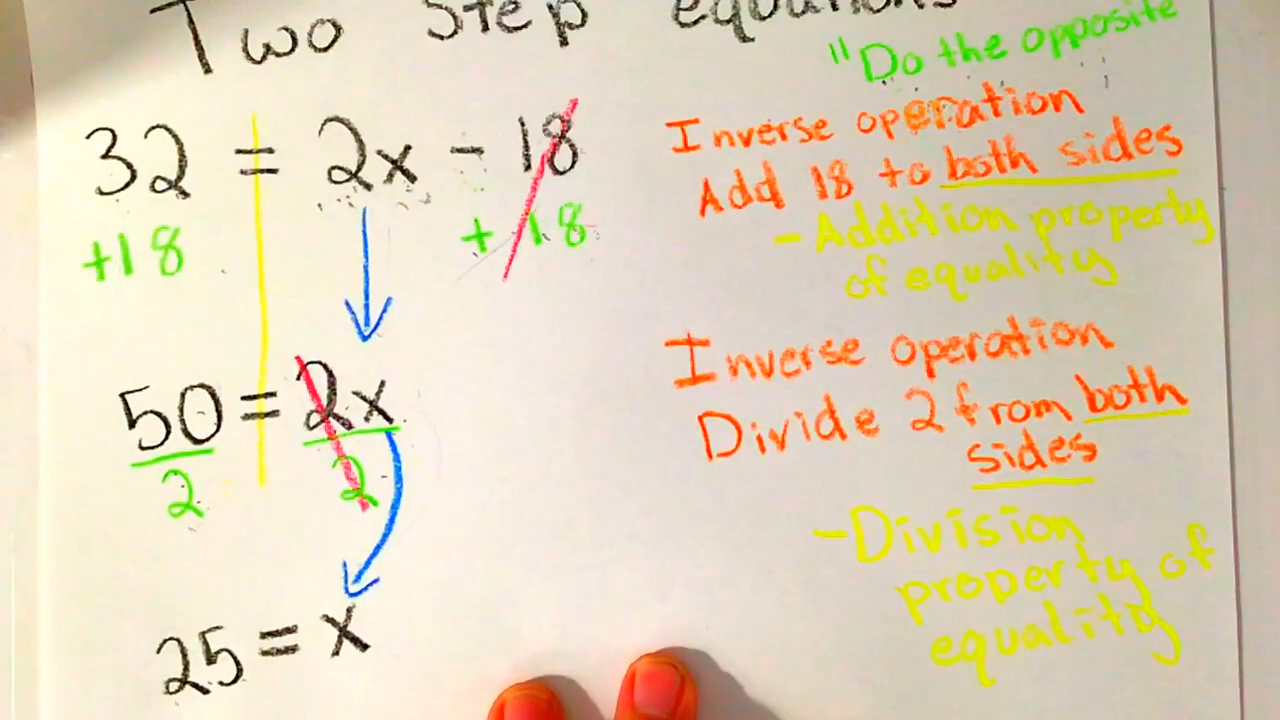 Two Step equations
"Do the opposite
32 = 2x - 18
+18 + 18
Inverse operation
Add 18 to both sides
- Addition property
of equality
50 = 2x
2 2
Inverse operation
Divide 2 from both
sides
- Division
property of
equality
25 = x